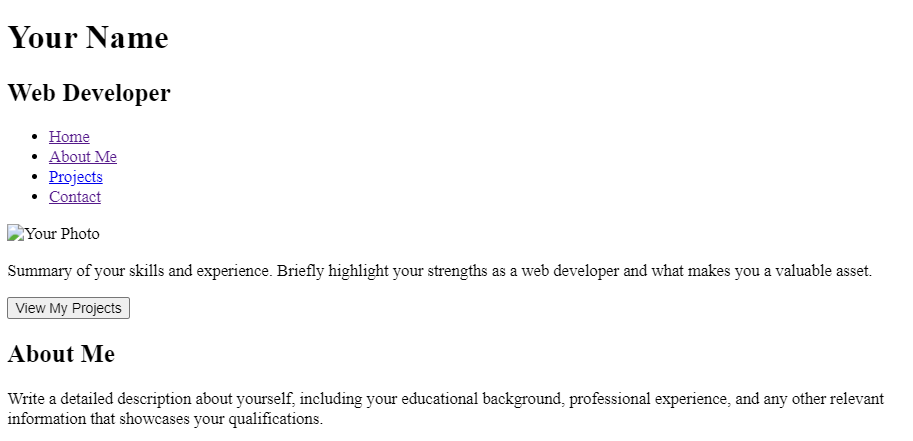 Your Name
Web Developer
Home
About Me
Projects
Contact
Your Photo
Summary of your skills and experience. Briefly highlight your strengths as a web developer and what makes you a valuable asset.
View My Projects
About Me
Write a detailed description about yourself, including your educational background, professional experience, and any other relevant
information that showcases your qualifications.